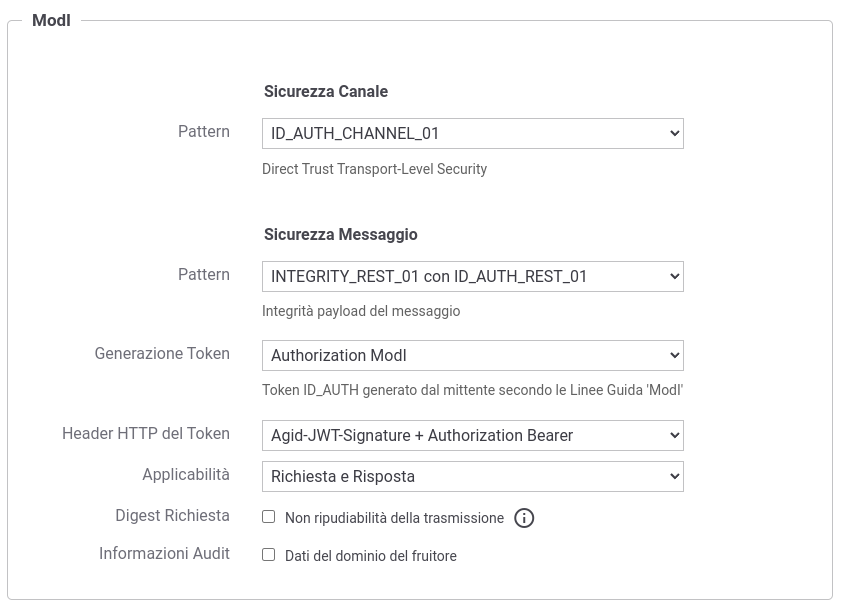 ModI
Sicurezza Canale
Pattern ID_AUTH_CHANNEL_01
Direct Trust Transport-Level Security
Sicurezza Messaggio
Pattern INTEGRITY_REST_01 con ID_AUTH_REST_01
Integrità payload del messaggio
Generazione Token Authorization ModI
Token ID_AUTH generato dal mittente secondo le Linee Guida 'ModI'
Header HTTP del Token Agid-JWT-Signature + Authorization Bearer
Applicabilità Richiesta e Risposta
Digest Richiesta Non ripudiabilità della trasmissione
Informazioni Audit Dati del dominio del fruitore